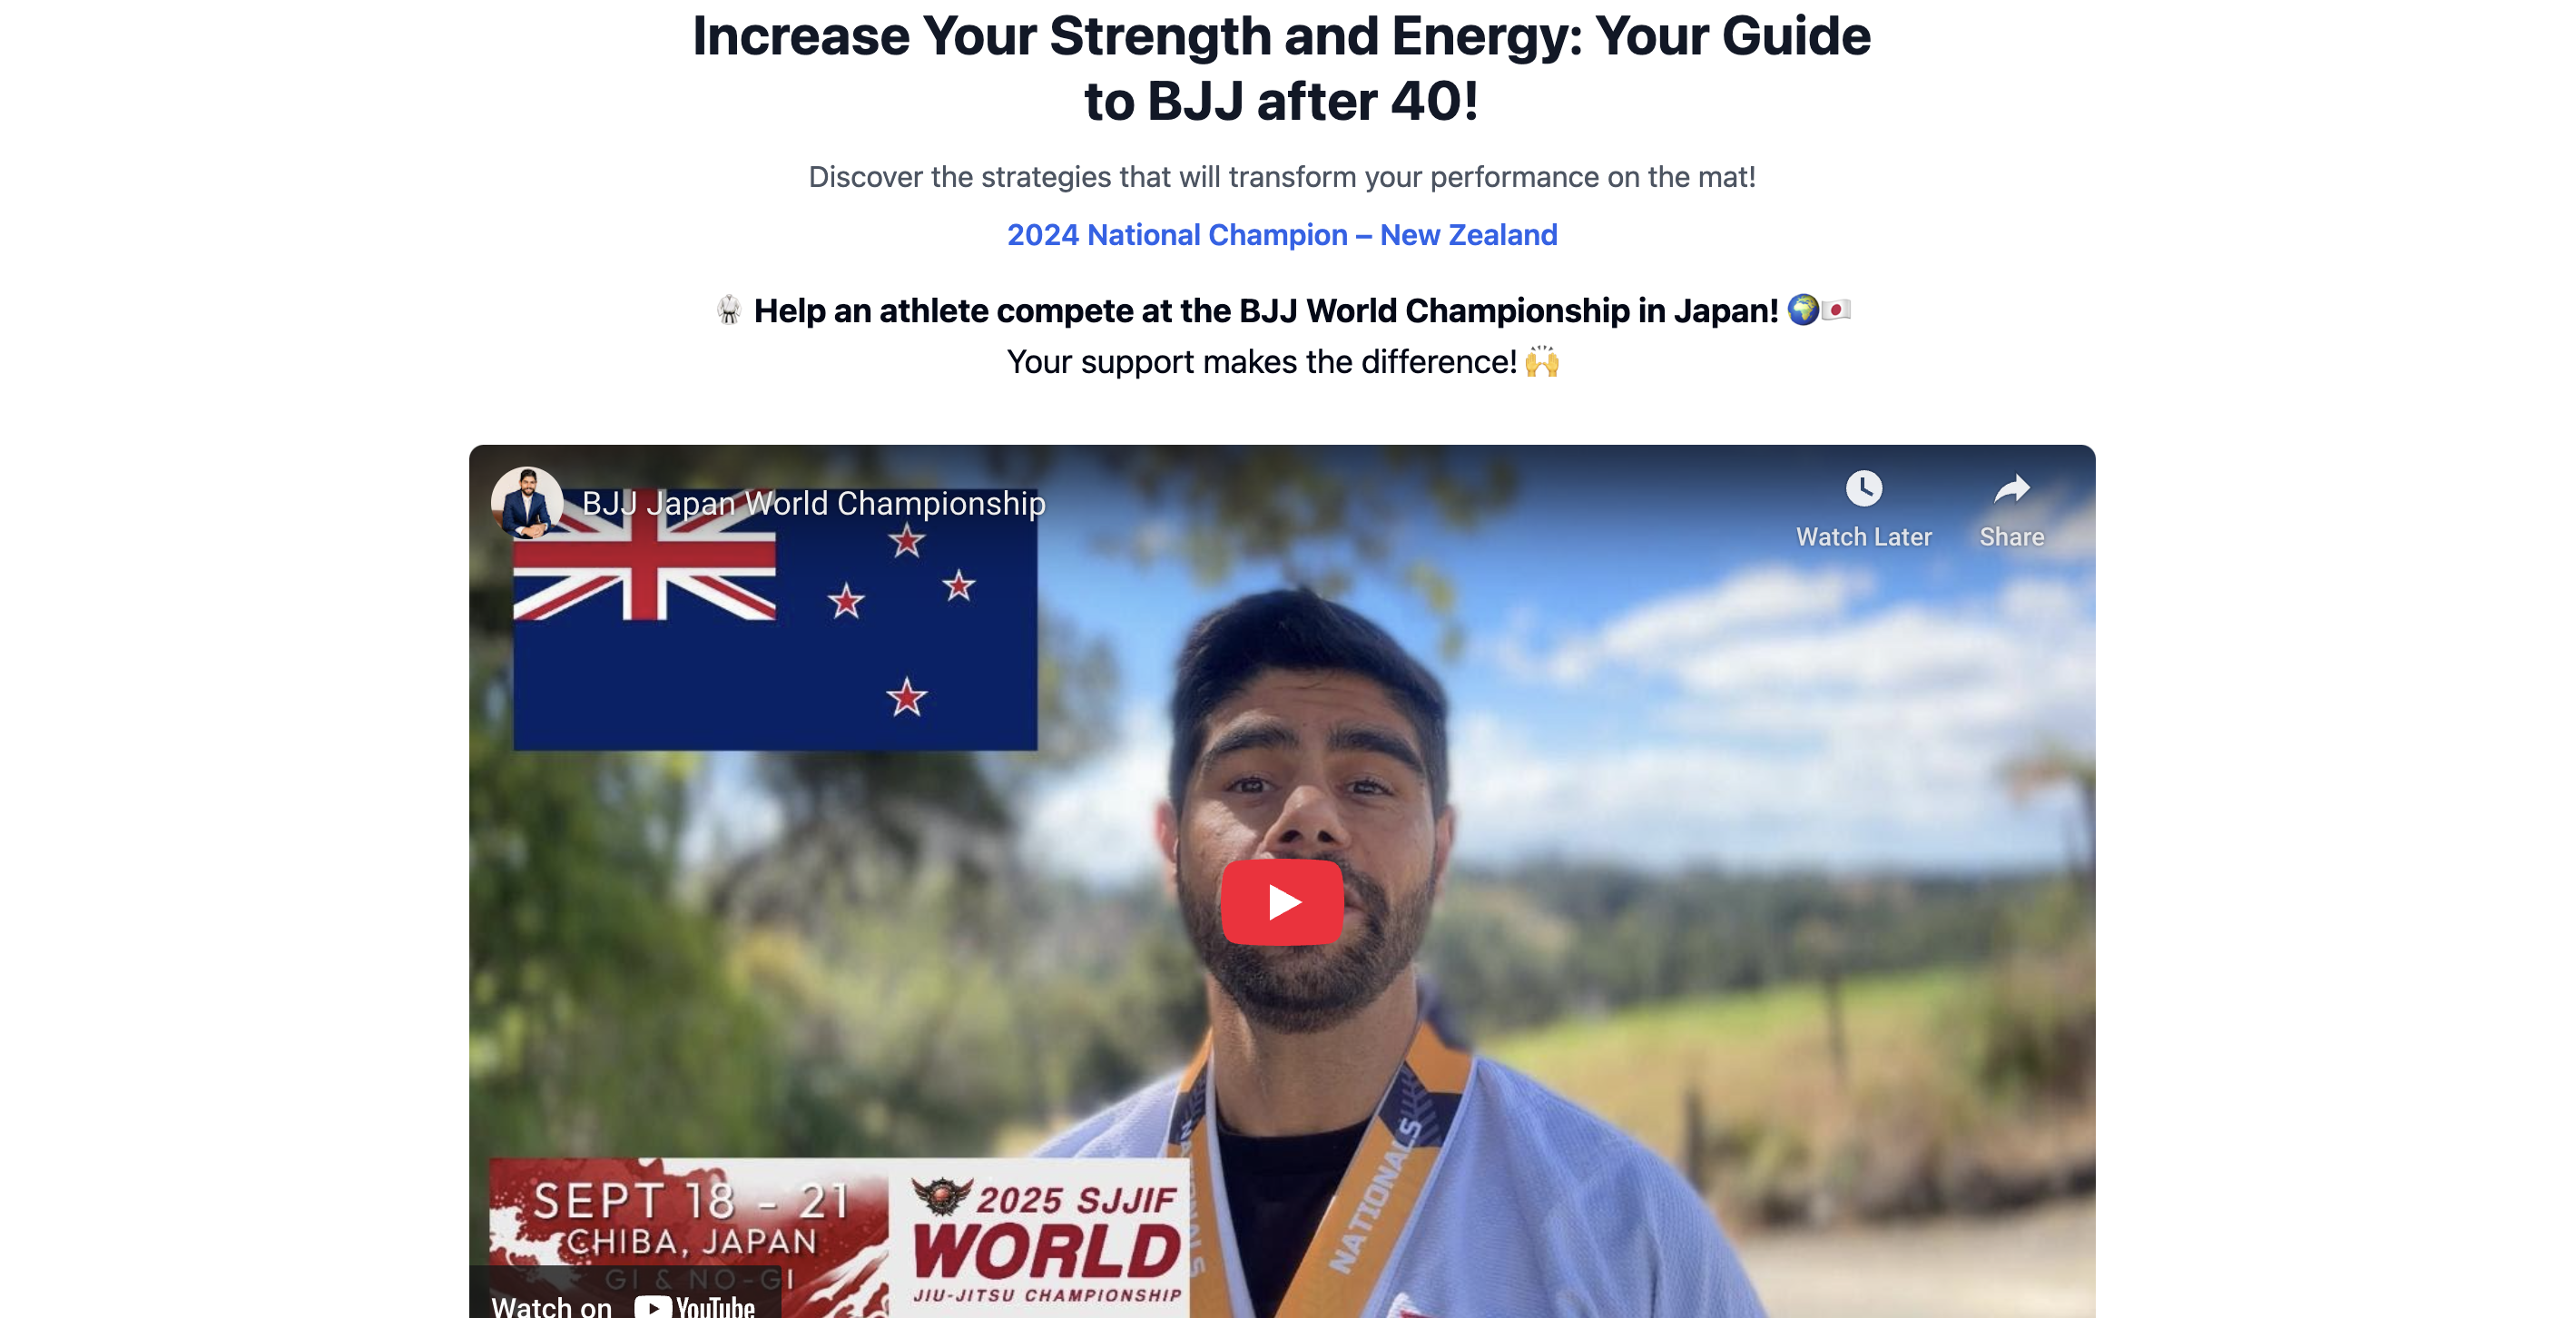 Increase Your Strength and Energy: Your Guide
to BJJ after 40!
Discover the strategies that will transform your performance on the mat!
2024 National Champion – New Zealand
🥋 Help an athlete compete at the BJJ World Championship in Japan! 🌍🇯🇵
Your support makes the difference! 🙌
BJJ Japan World Championship
Watch Later
Share
SEPT 18 - 21
CHIBA, JAPAN
GI & NO-GI
2025 SJJIF
WORLD
JIU-JITSU CHAMPIONSHIP
NATIONALS
Watch on YouTube